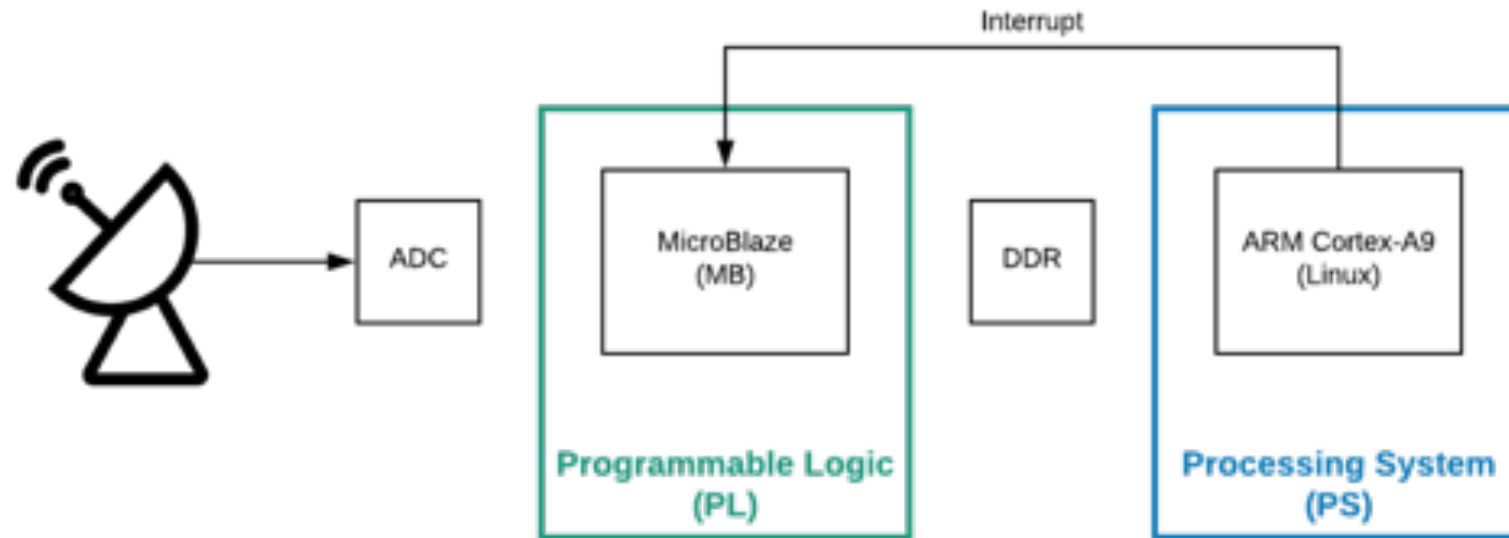 Interrupt
ADC
MicroBlaze
(MB)
DDR
ARM Cortex-A9
(Linux)
Programmable Logic
(PL)
Processing System
(PS)